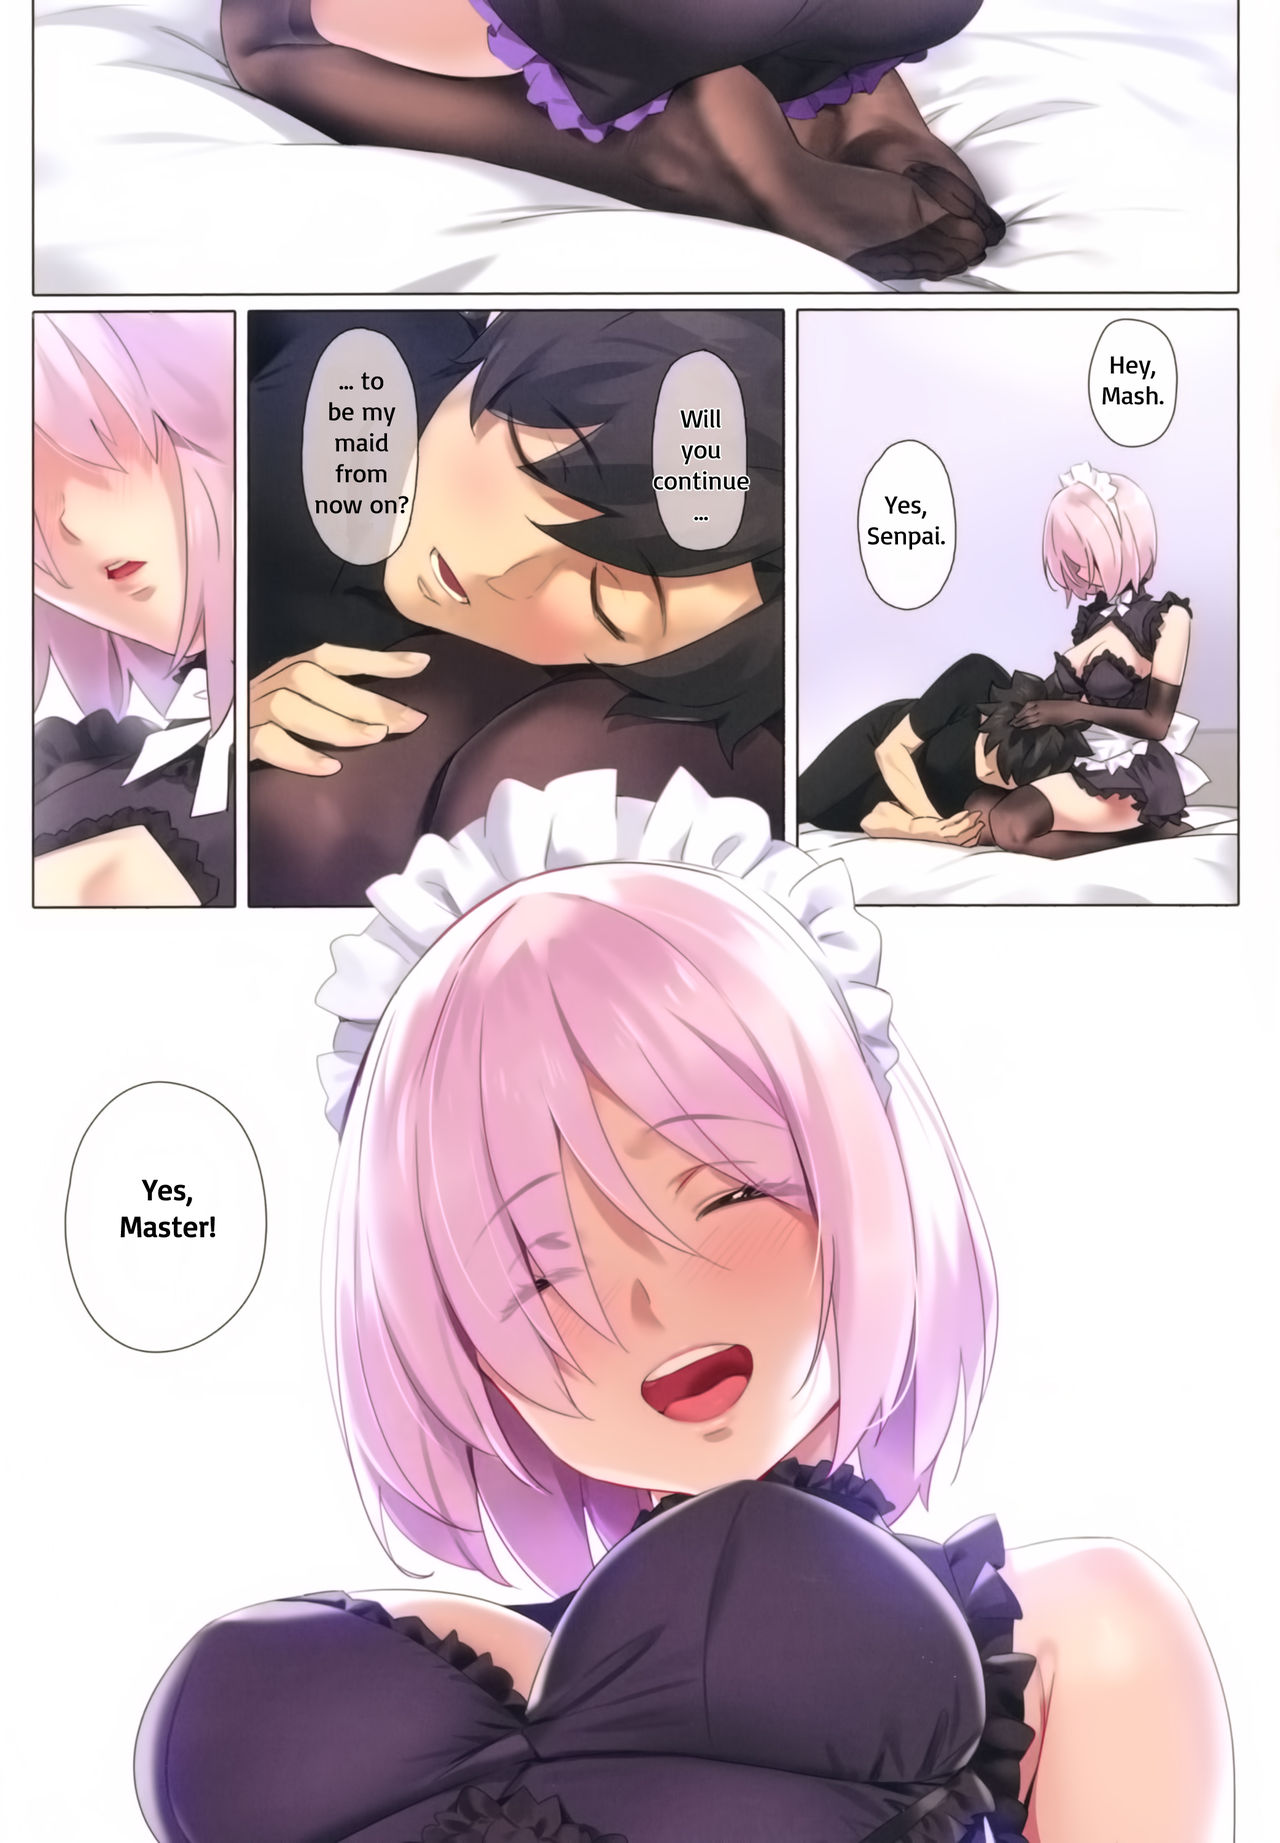 Hey,
Mash.
Yes,
Senpai.
Will
you
continue
...
... to
be my
maid
from
now on?
Yes,
Master!